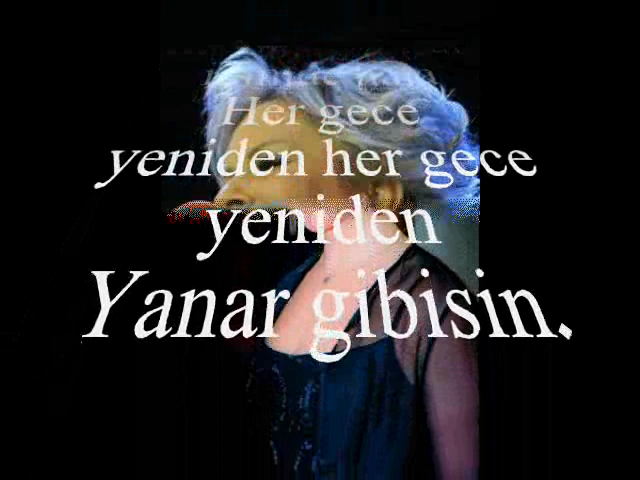 Her gece
yeniden her gece
yeniden
Yanar gibisin.